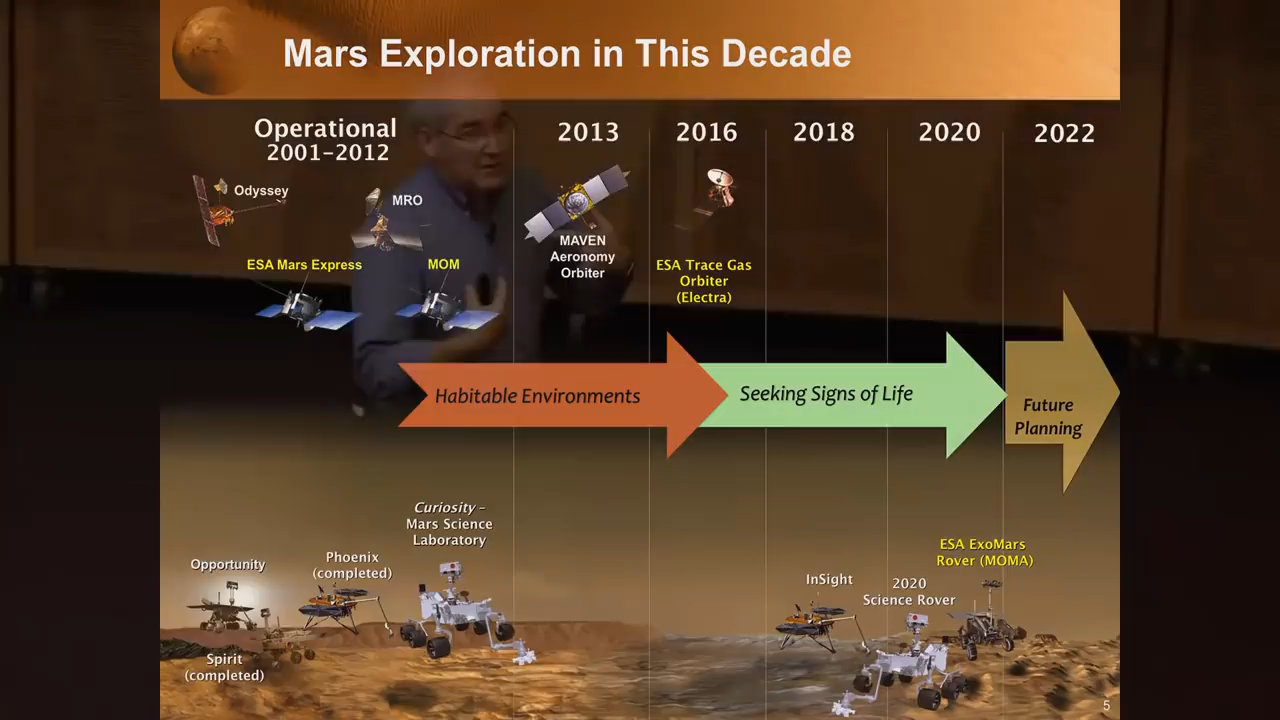 Mars Exploration in This Decade
Operational
2001–2012
2013
2016
2018
2020
2022
Odyssey
MRO
ESA Mars Express
MOM
MAVEN
Aeronomy
Orbiter
ESA Trace Gas
Orbiter
(Electra)
Habitable Environments
Seeking Signs of Life
Future
Planning
Curiosity –
Mars Science
Laboratory
Opportunity
Phoenix
(completed)
Spirit
(completed)
InSight
2020
Science Rover
ESA ExoMars
Rover (MOMA)
5